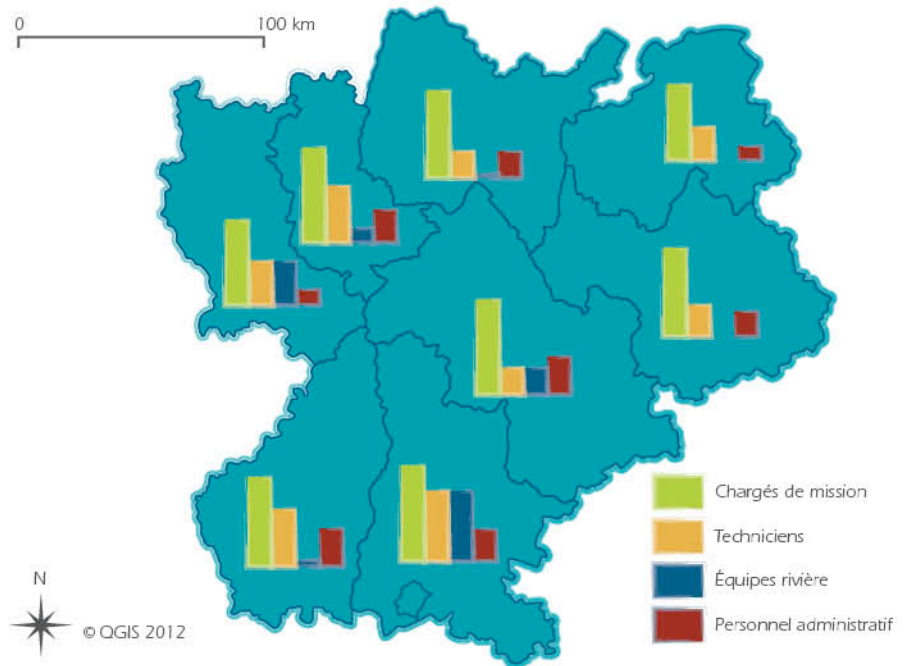 0 100 km
Chargés de mission
Techniciens
Équipes rivière
Personnel administratif
N
© QGIS 2012